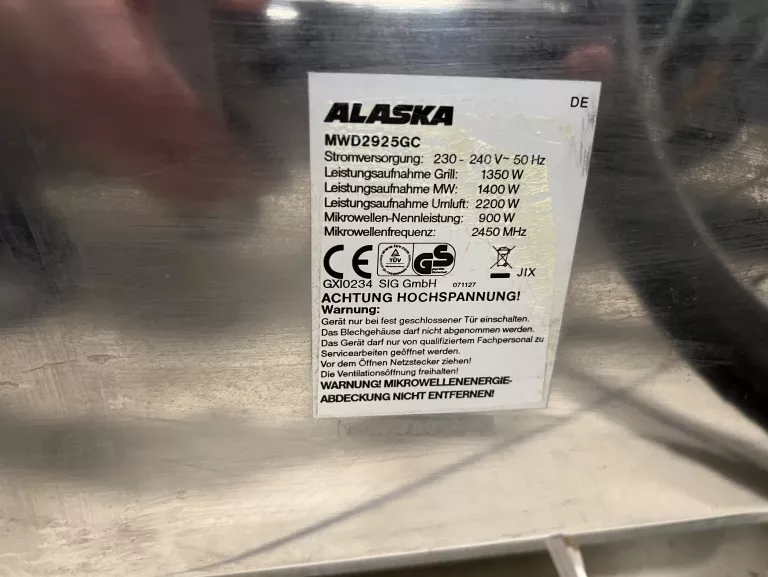 DE
ALASKA
MWD2925GC
Stromversorgung: 230 - 240 V~ 50 Hz
Leistungsaufnahme Grill: 1350 W
Leistungsaufnahme MW: 1400 W
Leistungsaufnahme Umluft: 2200 W
Mikrowellen-Nennleistung: 900 W
Mikrowellenfrequenz: 2450 MHz
CE TÜV GS JIX
GXI0234 SIG GmbH 071127
ACHTUNG HOCHSPANNUNG!
Warnung:
Gerät nur bei fest geschlossener Tür einschalten.
Das Blechgehäuse darf nicht abgenommen werden.
Das Gerät darf nur von qualifiziertem Fachpersonal zu
Servicearbeiten geöffnet werden.
Vor dem Öffnen Netzstecker ziehen!
Die Ventilationsöffnung freihalten!
WARNUNG! MIKROWELLENENERGIE-
ABDECKUNG NICHT ENTFERNEN!